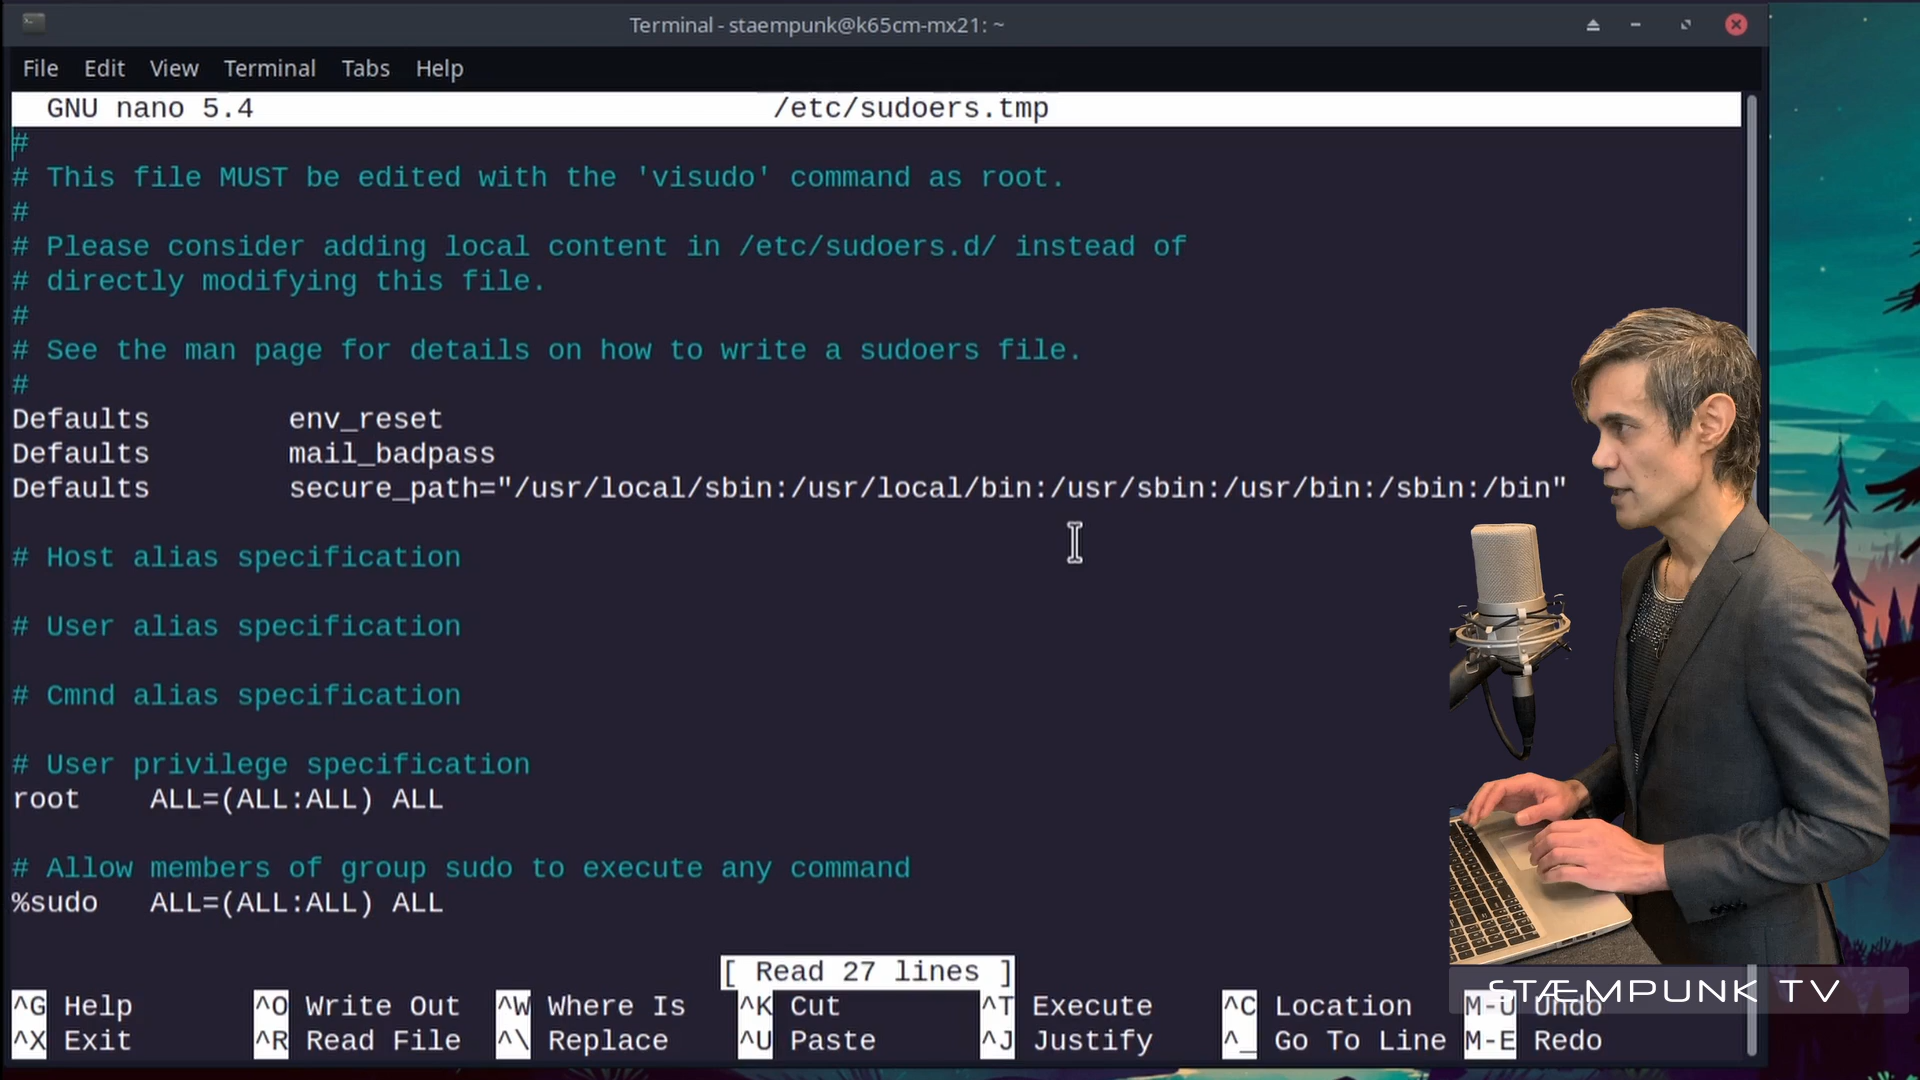 Terminal - staempunk@k65cm-mx21: ~
File Edit View Terminal Tabs Help
GNU nano 5.4 /etc/sudoers.tmp
#
# This file MUST be edited with the 'visudo' command as root.
#
# Please consider adding local content in /etc/sudoers.d/ instead of
# directly modifying this file.
#
# See the man page for details on how to write a sudoers file.
#
Defaults env_reset
Defaults mail_badpass
Defaults secure_path="/usr/local/sbin:/usr/local/bin:/usr/sbin:/usr/bin:/sbin:/bin"
# Host alias specification
# User alias specification
# Cmnd alias specification
# User privilege specification
root ALL=(ALL:ALL) ALL
# Allow members of group sudo to execute any command
%sudo ALL=(ALL:ALL) ALL
[ Read 27 lines ]
^G Help ^O Write Out ^W Where Is ^K Cut ^T Execute ^C Location M-U Undo
^X Exit ^R Read File ^\ Replace ^U Paste ^J Justify ^_ Go To Line M-E Redo
STÆMPUNK TV